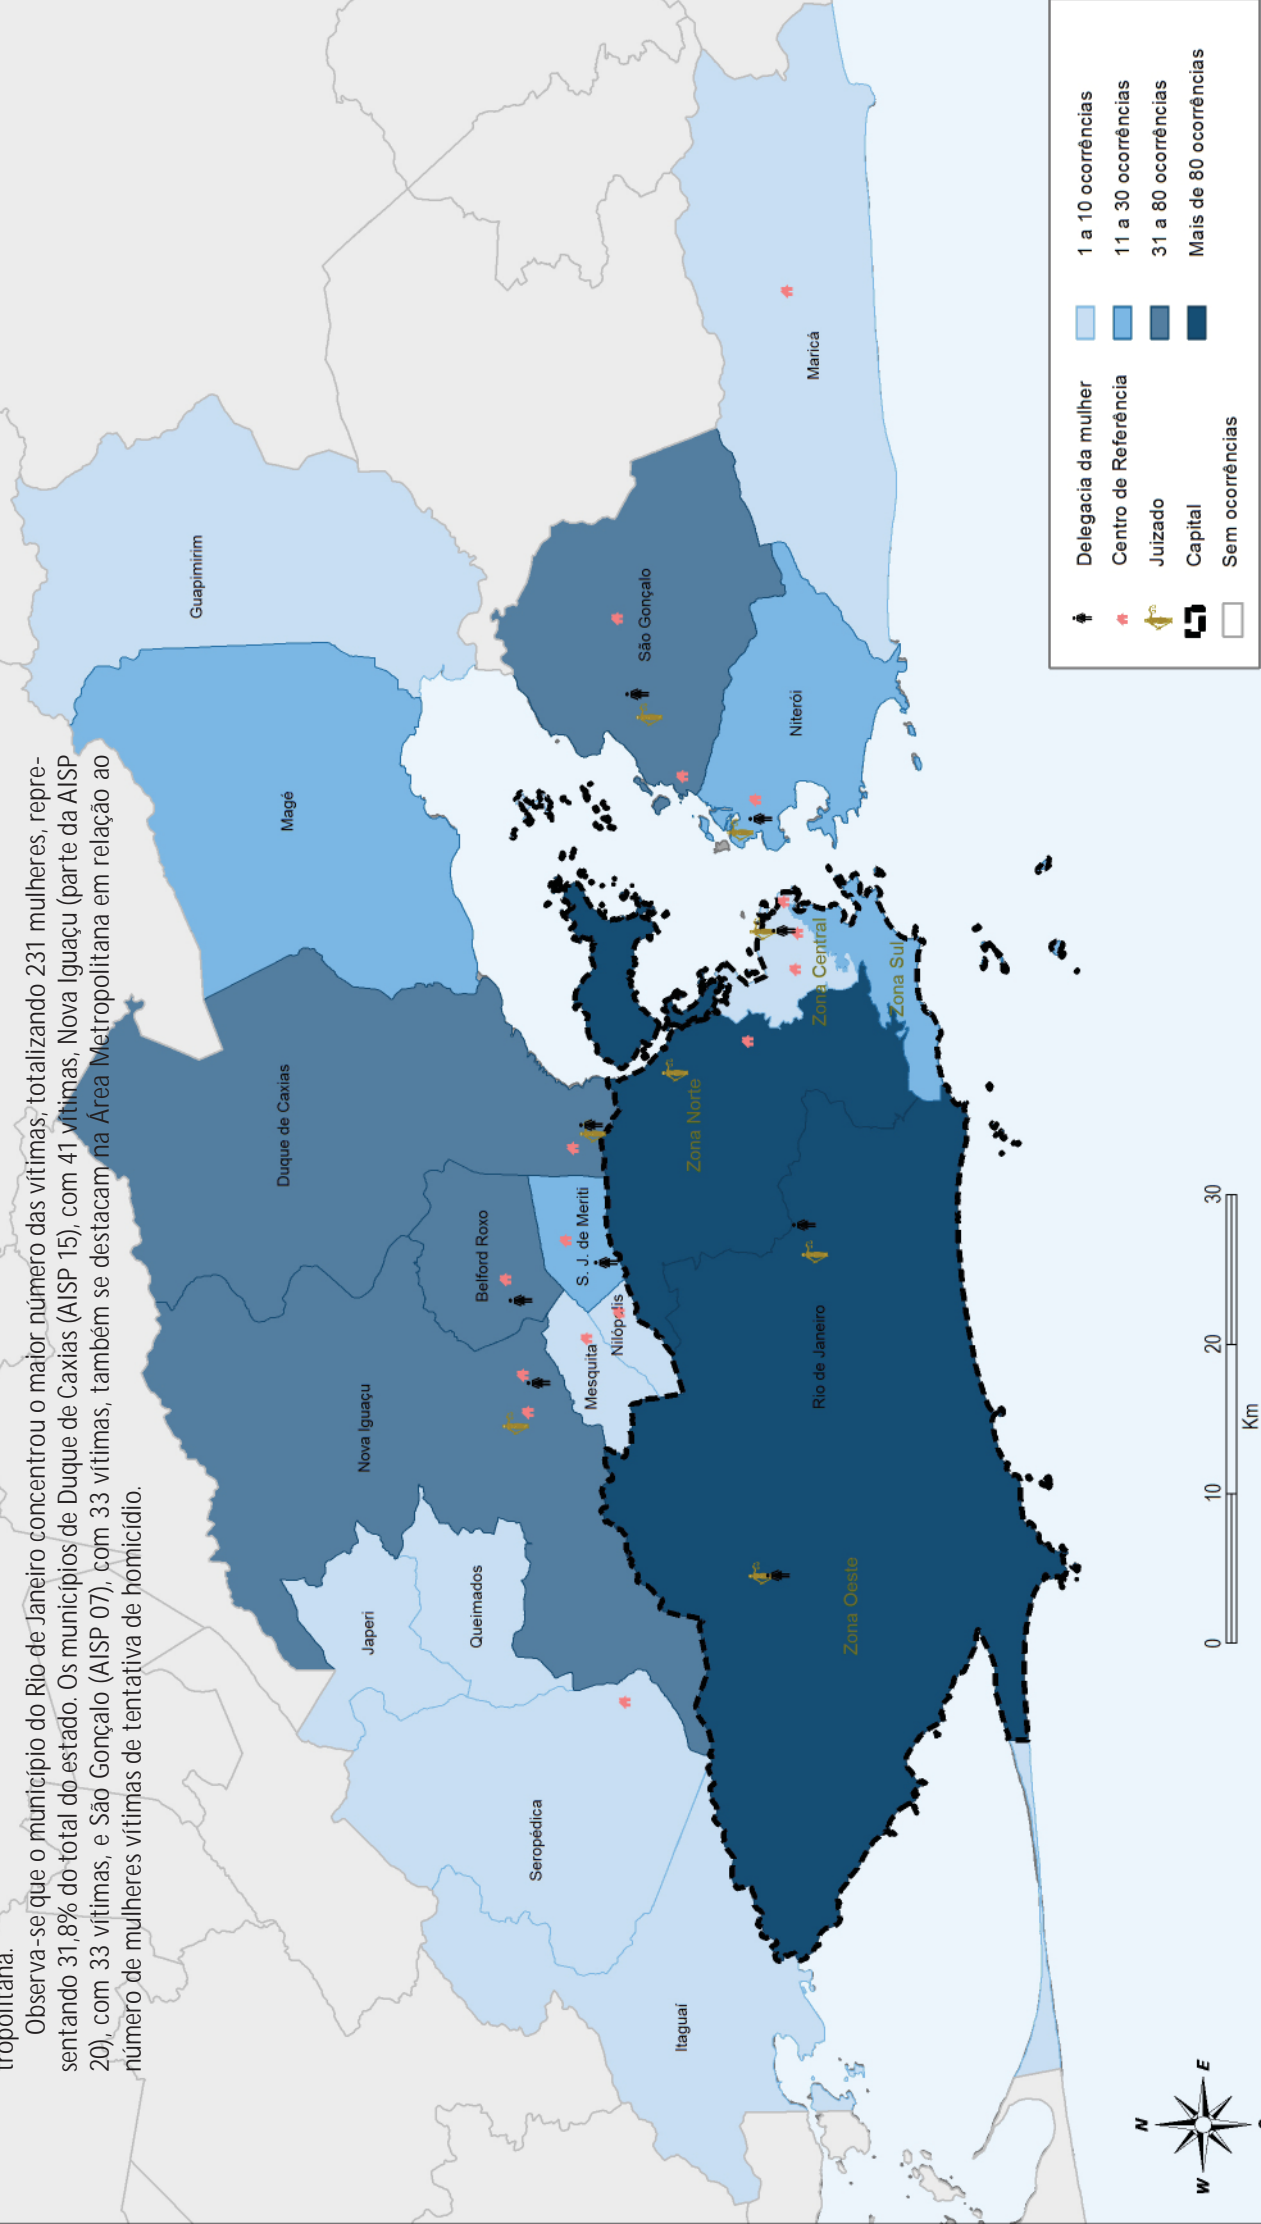 tropolitana.
Observa-se que o município do Rio de Janeiro concentrou o maior número das vítimas, totalizando 231 mulheres, repre-
sentando 31,8% do total do estado. Os municípios de Duque de Caxias (AISP 15), com 41 vítimas, Nova Iguaçu (parte da AISP
20), com 33 vítimas, e São Gonçalo (AISP 07), com 33 vítimas, também se destacam na Área Metropolitana em relação ao
número de mulheres vítimas de tentativa de homicídio.
Guapimirim
Magé
Duque de Caxias
Nova Iguaçu
Japeri
Belford Roxo
Queimados
Seropédica
S. J. de Meriti
Mesquita
Nilópolis
São Gonçalo
Itaguaí
Zona Norte
Niterói
Maricá
Rio de Janeiro
Zona Central
Zona Oeste
Zona Sul
Delegacia da mulher
Centro de Referência
Juizado
Capital
Sem ocorrências
1 a 10 ocorrências
11 a 30 ocorrências
31 a 80 ocorrências
Mais de 80 ocorrências
0 10 20 30
Km
N
W E